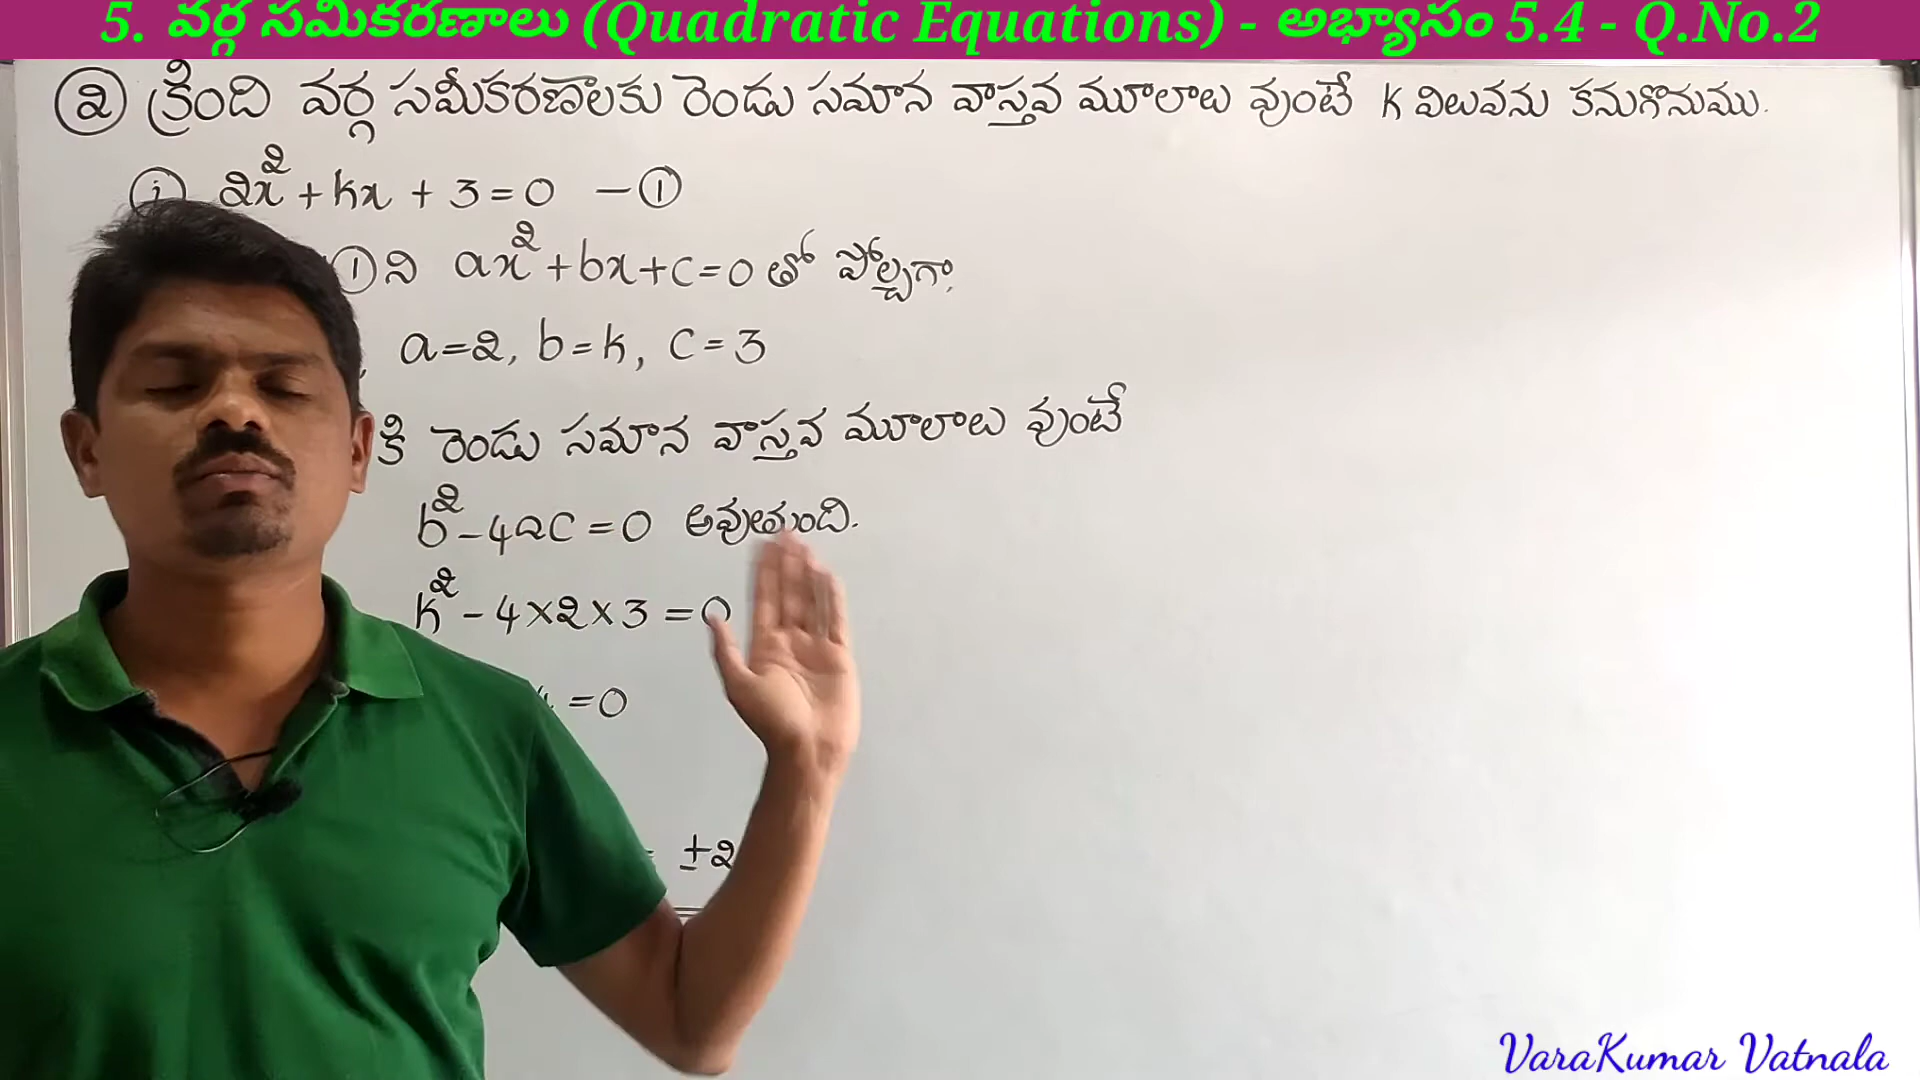 5. వర్గ సమీకరణాలు (Quadratic Equations) - అభ్యాసం 5.4 - Q.No.2
② క్రింది వర్గ సమీకరణాలకు రెండు సమాన వాస్తవ మూలాలు వుంటే K విలువను కనుగొనుము.
(i) 2x² + kx + 3 = 0 - ①
①ని ax² + bx + c = 0 తో పోల్చగా,
a = 2, b = k, c = 3
కి రెండు సమాన వాస్తవ మూలాలు వుంటే
b² - 4ac = 0 అవుతుంది.
k² - 4 × 2 × 3 = 0
= 0
= ±2
VaraKumar Vatnala